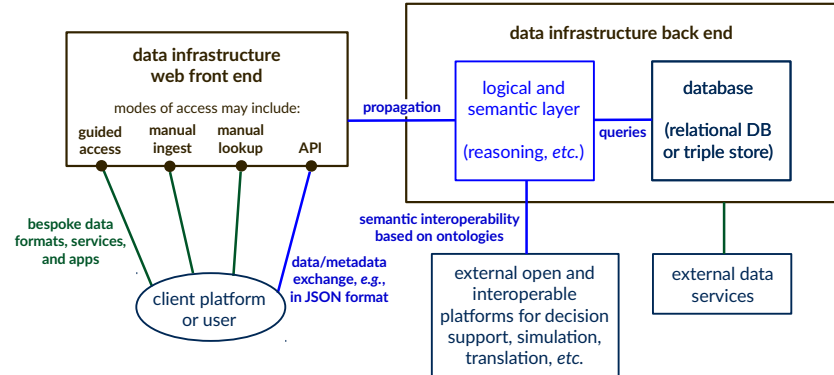 data infrastructure
web front end
modes of access may include:
guided
access
manual
ingest
manual
lookup
API
bespoke data
formats, services,
and apps
client platform
or user
data/metadata
exchange, e.g.,
in JSON format
propagation
data infrastructure back end
logical and
semantic layer
(reasoning, etc.)
queries
database
(relational DB
or triple store)
semantic interoperability
based on ontologies
external open and
interoperable
platforms for decision
support, simulation,
translation, etc.
external data
services